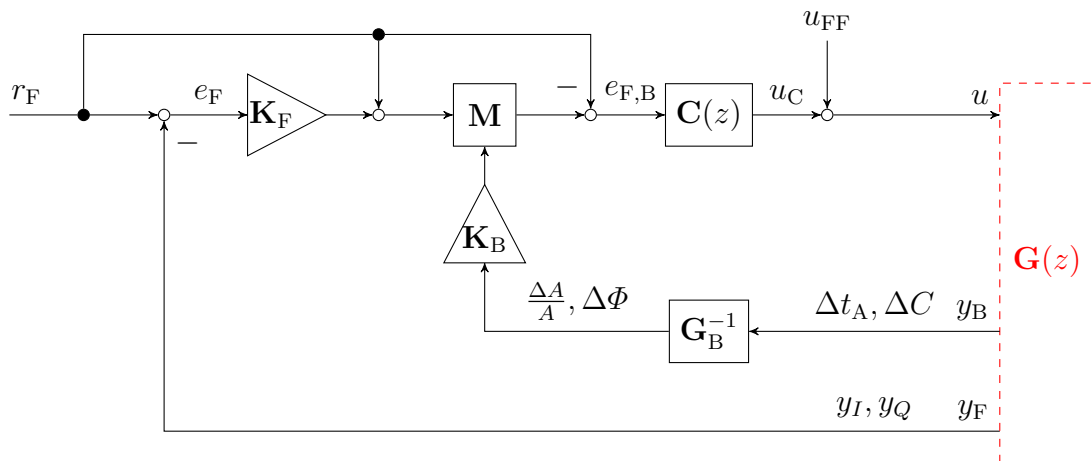 u_FF
r_F
e_F
K_F
M
−
e_F,B
C(z)
u_C
u
−
K_B
G(z)
ΔA/A, ΔΦ
G_B^−1
Δt_A, ΔC
y_B
y_I, y_Q
y_F